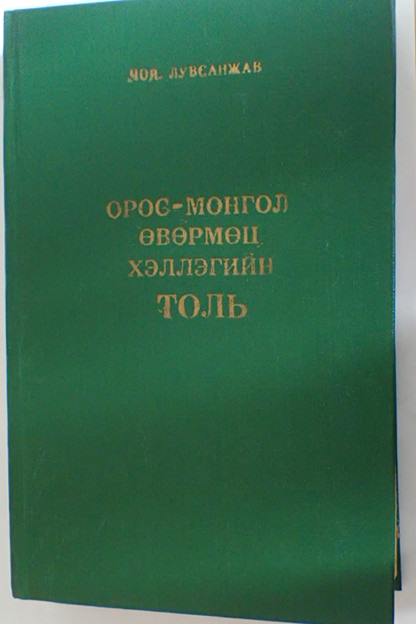 ЧОЙ. ЛУВСАНЖАВ
ОРОС-МОНГОЛ
ӨВӨРМӨЦ
ХЭЛЛЭГИЙН
ТОЛЬ